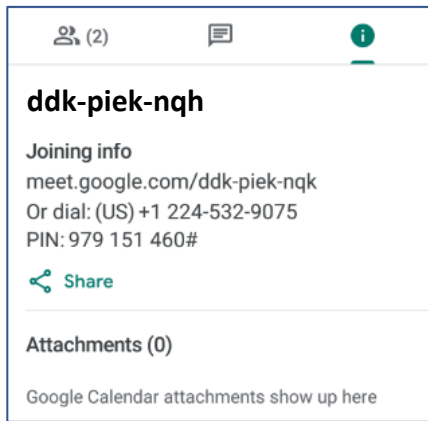 (2)
ddk-piek-nqh
Joining info
meet.google.com/ddk-piek-nqk
Or dial: (US) +1 224-532-9075
PIN: 979 151 460#
Share
Attachments (0)
Google Calendar attachments show up here